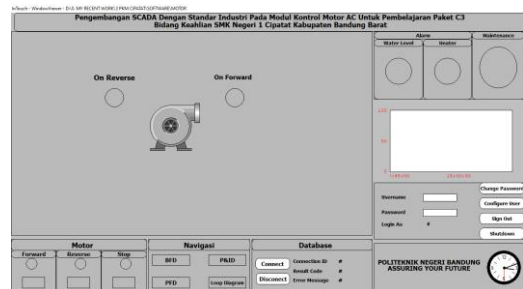 InTouch - WindowViewer - D:\2. MY RECENT WORK\2 PKM CIPATAT\SOFTWARE\MOTOR
Pengembangan SCADA Dengan Standar Industri Pada Modul Kontrol Motor AC Untuk Pembelajaran Paket C3
Bidang Keahlian SMK Negeri 1 Cipatat Kabupaten Bandung Barat
Alarm
Maintenance
Water Level
Heater
On Reverse
On Forward
Username
Password
Login As #
Change Password
Configure User
Sign Out
Shutdown
Motor
Forward
Reverse
Stop
Navigasi
BFD
P&ID
PFD
Loop Diagram
Database
Connect
Disconect
Connection ID #
Result Code #
Error Message #
POLITEKNIK NEGERI BANDUNG
ASSURING YOUR FUTURE